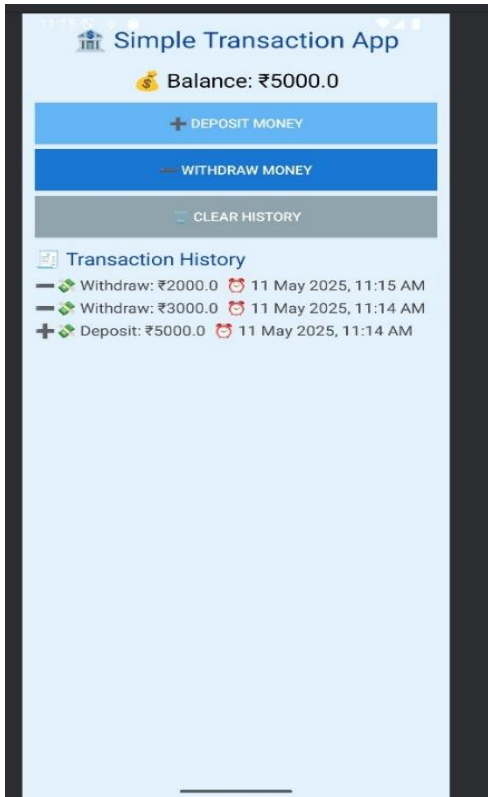 11:15
🏦 Simple Transaction App
💰 Balance: ₹5000.0
➕ DEPOSIT MONEY
➖ WITHDRAW MONEY
🗑️ CLEAR HISTORY
🧾 Transaction History
➖💸 Withdraw: ₹2000.0 ⏰ 11 May 2025, 11:15 AM
➖💸 Withdraw: ₹3000.0 ⏰ 11 May 2025, 11:14 AM
➕💸 Deposit: ₹5000.0 ⏰ 11 May 2025, 11:14 AM